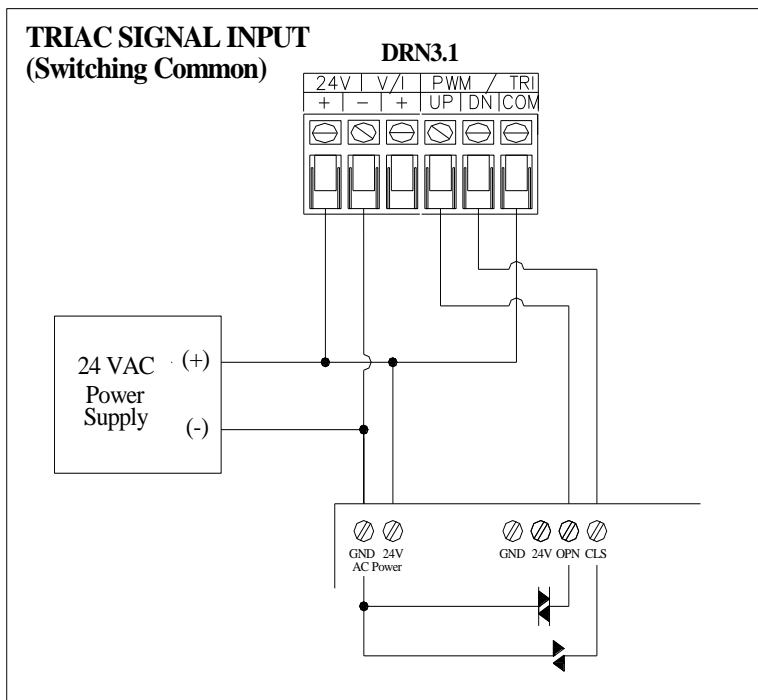 TRIAC SIGNAL INPUT
(Switching Common)
DRN3.1
24V V/I PWM / TRI
+ - + UP DN COM
24 VAC (+)
Power
Supply
(-)
GND 24V GND 24V OPN CLS
AC Power